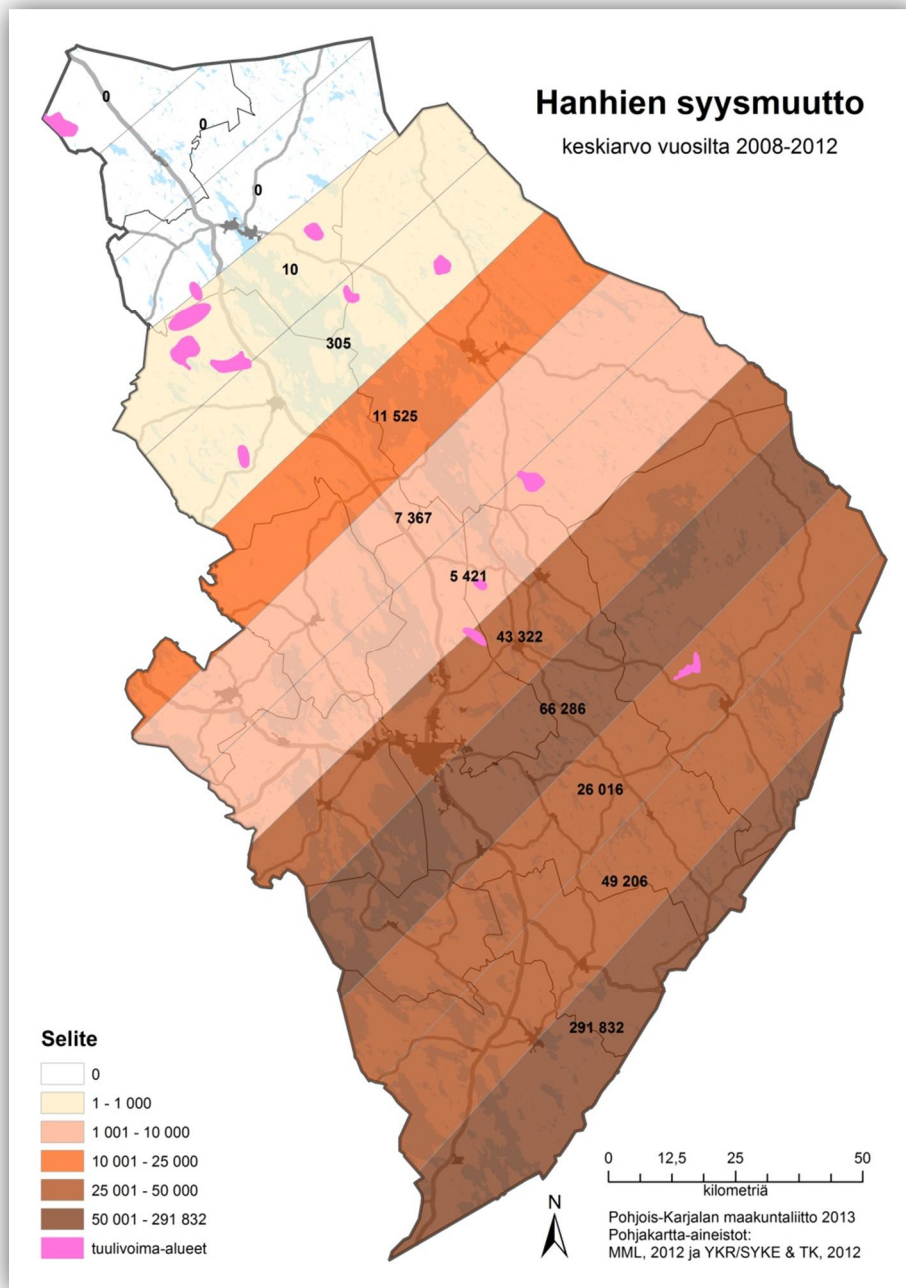 Hanhien syysmuutto
keskiarvo vuosilta 2008-2012
0
0
0
10
305
11 525
7 367
5 421
43 322
66 286
26 016
49 206
291 832
Selite
0
1 - 1 000
1 001 - 10 000
10 001 - 25 000
25 001 - 50 000
50 001 - 291 832
tuulivoima-alueet
N
0 12,5 25 50
kilometriä
Pohjois-Karjalan maakuntaliitto 2013
Pohjakartta-aineistot:
MML, 2012 ja YKR/SYKE & TK, 2012